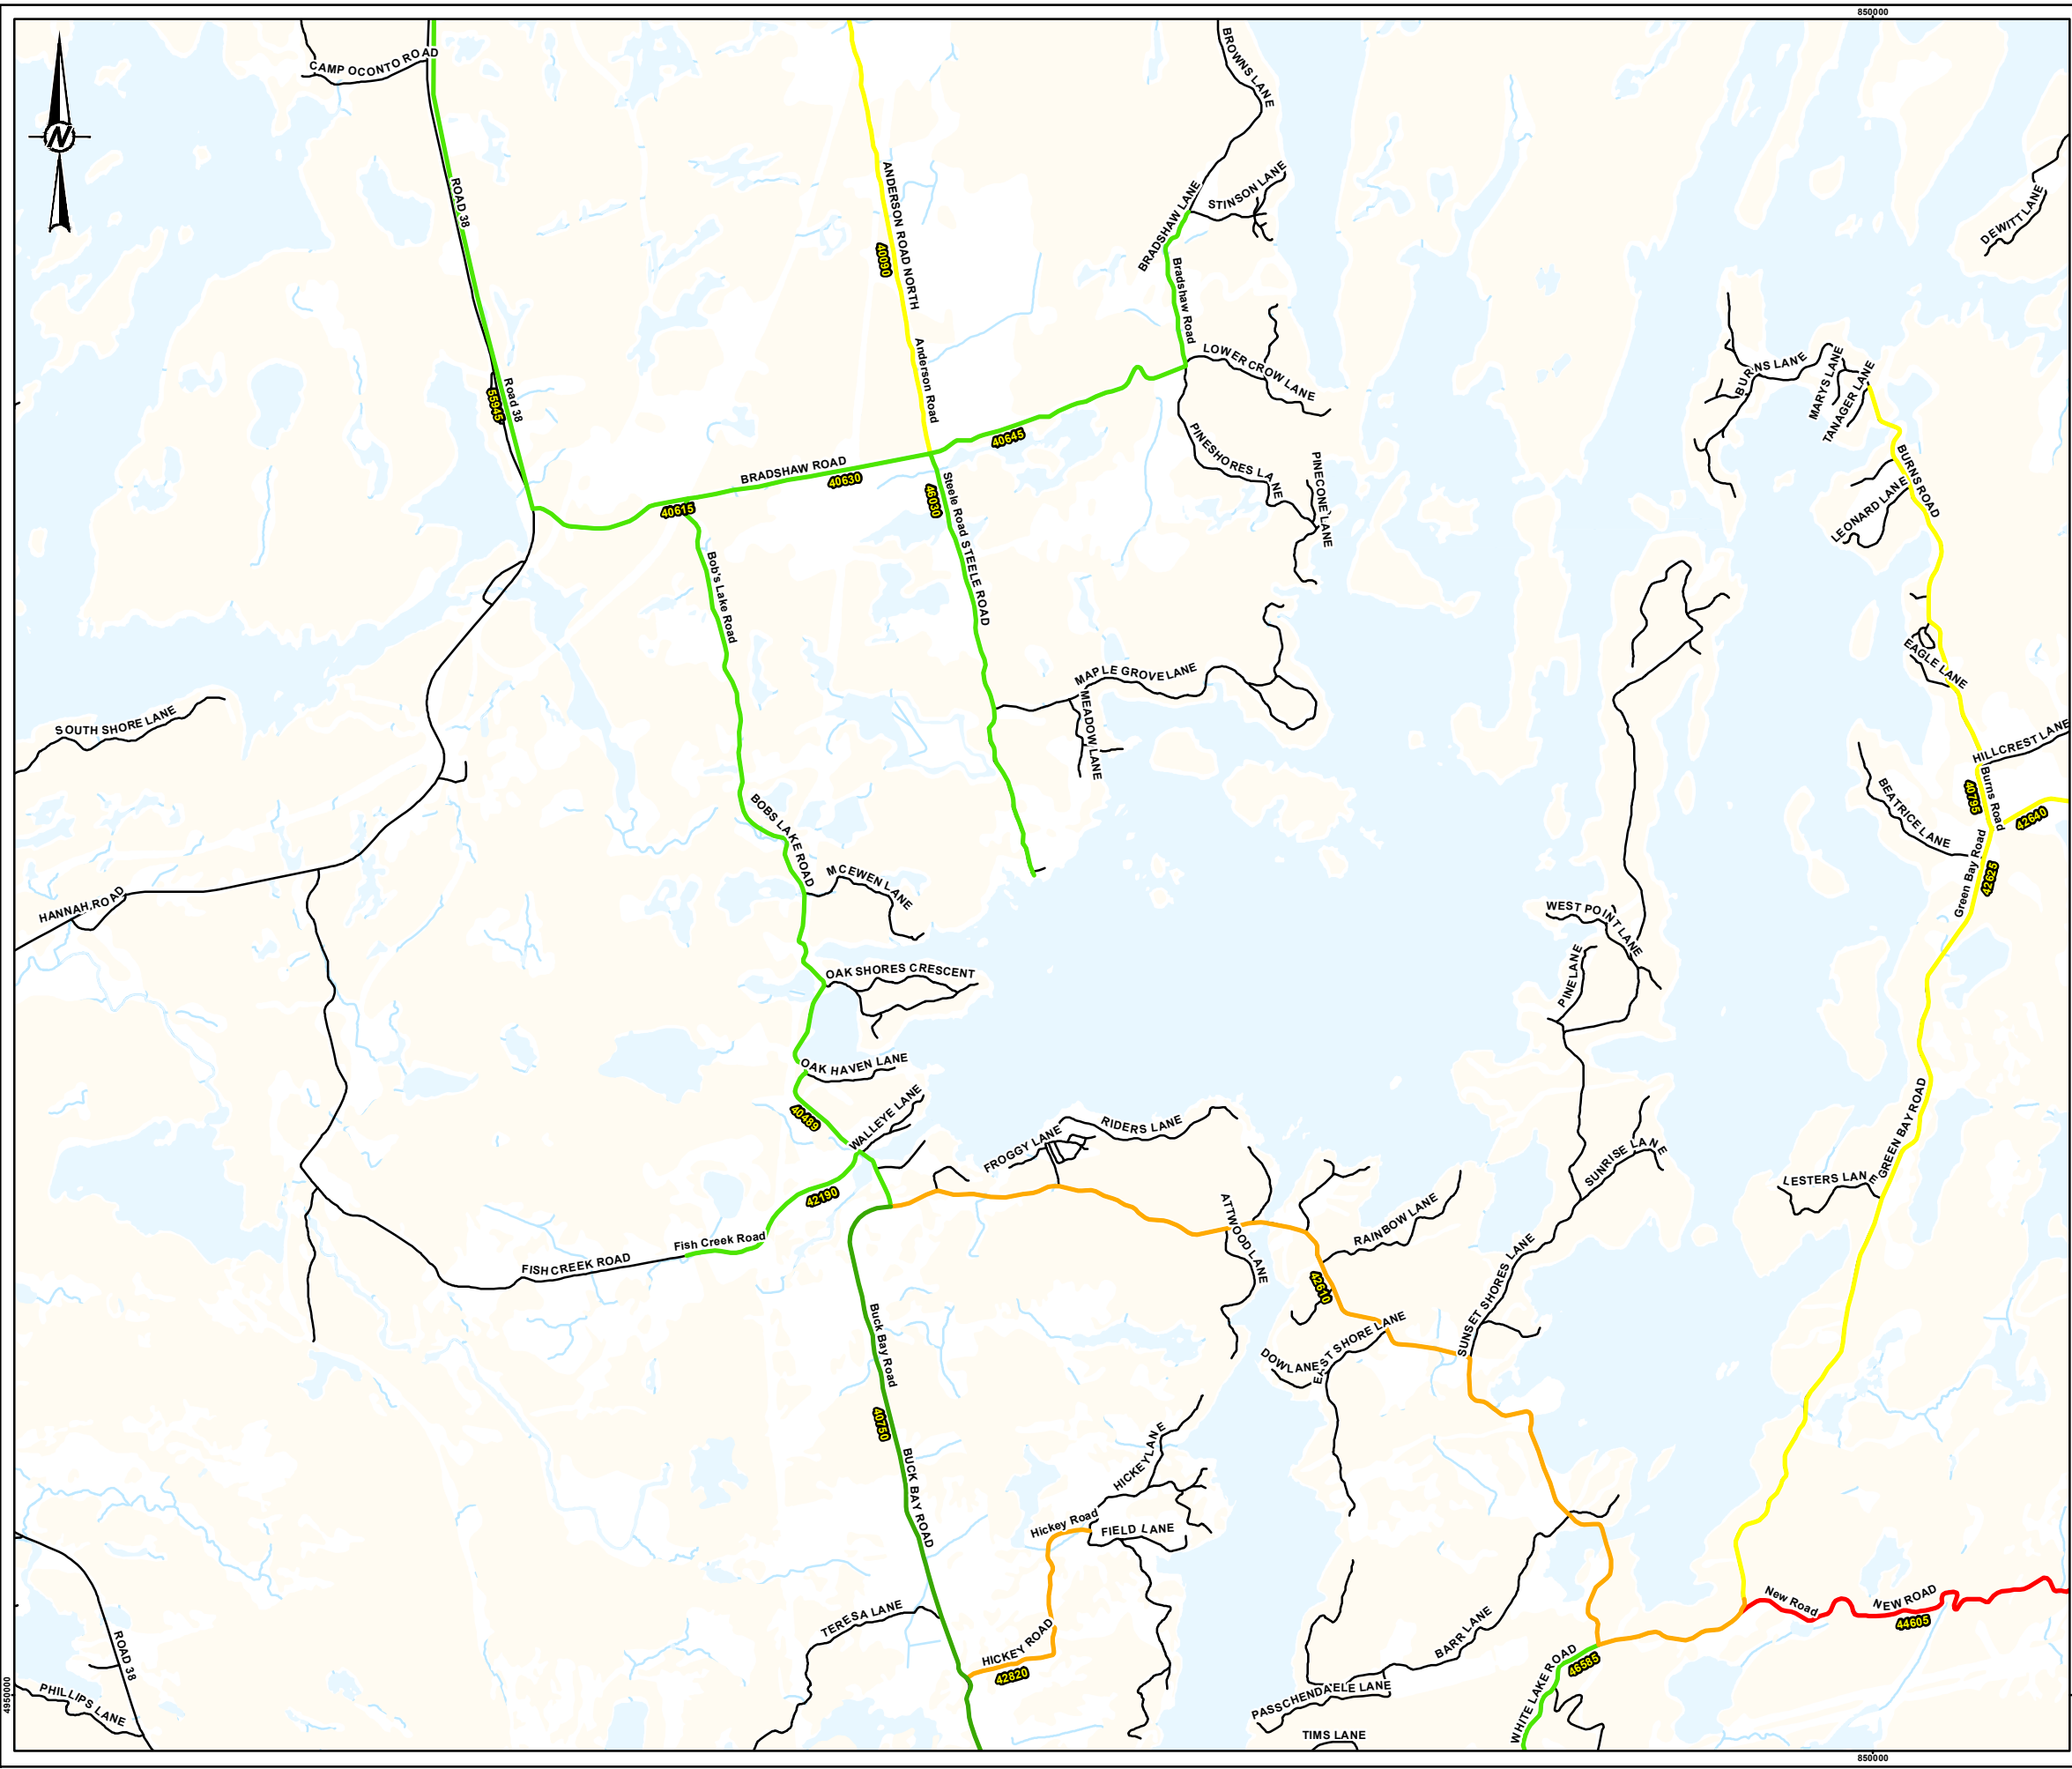 850000
N
CAMP OCONTO ROAD
BROWNS LANE
ROAD 38
ANDERSON ROAD NORTH
40090
STINSON LANE
BRADSHAW LANE
DEWITT LANE
Bradshaw Road
Anderson Road
LOWER CROW LANE
BURNS LANE
MARYS LANE
TANAGER LANE
Road 38
55945
40645
BRADSHAW ROAD
40630
40615
46030
Steele Road
STEELE ROAD
PINESHORES LANE
PINECONE LANE
BURNS ROAD
LEONARD LANE
Bob's Lake Road
EAGLE LANE
MAPLE GROVE LANE
MEADOW LANE
SOUTH SHORE LANE
HILLCREST LANE
Burns Road
40795
42640
BEATRICE LANE
BOBS LAKE ROAD
MCEWEN LANE
Green Bay Road
42625
HANNAH ROAD
WEST POINT LANE
PINE LANE
OAK SHORES CRESCENT
OAK HAVEN LANE
40489
WALLEYE LANE
FROGGY LANE
RIDERS LANE
GREEN BAY ROAD
SUNRISE LANE
LESTERS LANE
42190
ATTWOOD LANE
RAINBOW LANE
Fish Creek Road
FISH CREEK ROAD
42610
SUNSET SHORES LANE
Buck Bay Road
EAST SHORE LANE
DOW LANE
40750
BUCK BAY ROAD
HICKEY LANE
Hickey Road
FIELD LANE
New Road
NEW ROAD
44605
TERESA LANE
HICKEY ROAD
42820
BARR LANE
WHITE LAKE ROAD
46585
ROAD 38
PHILLIPS LANE
PASSCHENDAELE LANE
TIMS LANE
4950000
850000